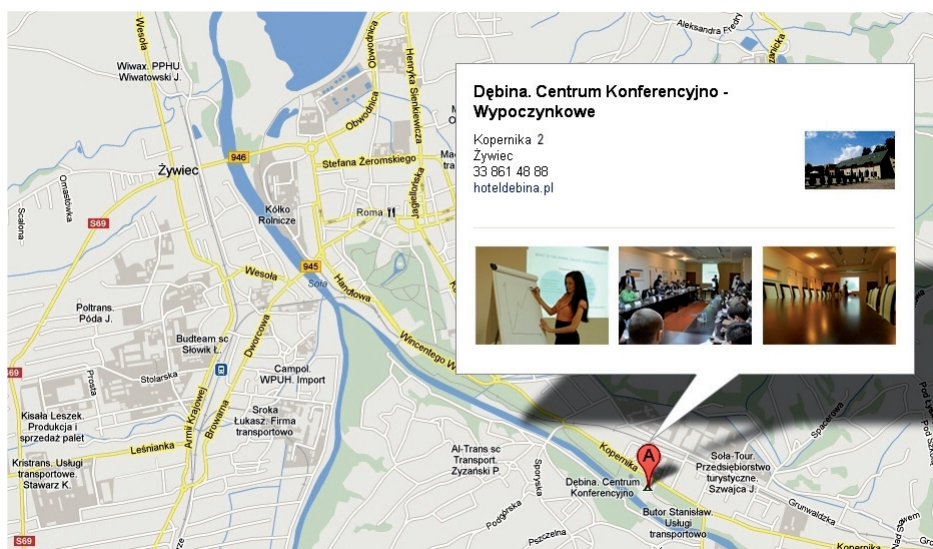 Aleksandra Fredry
Wesoła
Obwodnica
Henryka Sienkiewicza
Wiwax. PPHU.
Wiwatowski J.
Obwodnica
946
Stefana Żeromskiego
Żywiec
Jagiellońska
Omastówka
Scalona
S69
Kółko
Rolnicze
Roma
945
Wesoła
Soła
Handlowa
Poltrans.
Póda J.
Dworcowa
Budteam sc
Słowik Ł.
Wincentego W
Campol.
WPUH. Import
Prosta
Stolarska
Armii Krajowej
Browarna
Sroka
Łukasz. Firma
transportowo
Kisała Leszek.
Produkcja i
sprzedaż palet
Leśnianka
Kristrans. Usługi
transportowe.
Stawarz K.
S69
Al-Trans sc
Transport.
Zyzański P.
Sporyska
Podgórska
Pszczelna
Kopernika
A
Dębina. Centrum
Konferencyjno
Soła-Tour.
Przedsiębiorstwo
turystyczne.
Szwajca J.
Spacerowa
Grunwaldzka
Butor Stanisław.
Usługi
transportowo
Kopernika
Dębina. Centrum Konferencyjno -
Wypoczynkowe
Kopernika 2
Żywiec
33 861 48 88
hoteldebina.pl